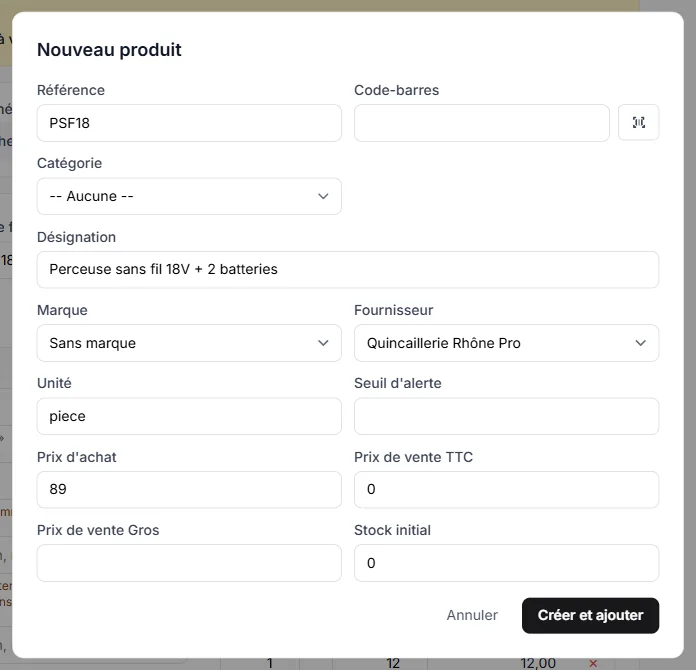 Nouveau produit
Référence
Code-barres
PSF18
Catégorie
-- Aucune --
Désignation
Perceuse sans fil 18V + 2 batteries
Marque
Fournisseur
Sans marque
Quincaillerie Rhône Pro
Unité
Seuil d'alerte
piece
Prix d'achat
Prix de vente TTC
89
0
Prix de vente Gros
Stock initial
0
Annuler
Créer et ajouter
1
12
12,00
×